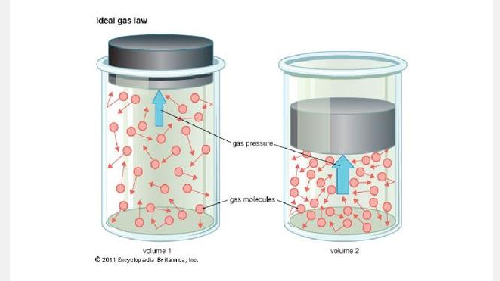 Ideal gas law
gas pressure
gas molecules
volume 1
volume 2
© 2011 Encyclopædia Britannica, Inc.